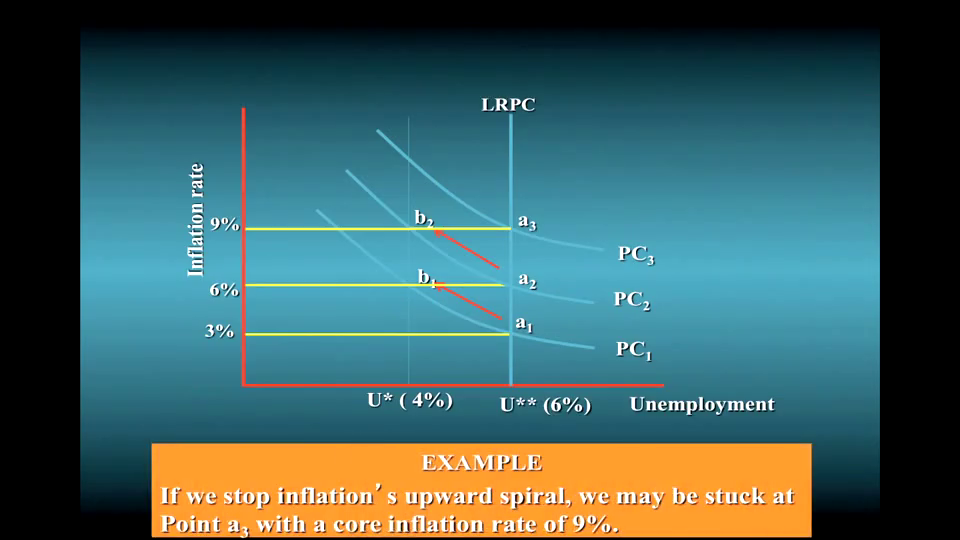 LRPC
Inflation rate
9%
b2
a3
PC3
6%
b1
a2
PC2
3%
a1
PC1
U* ( 4%)
U** (6%)
Unemployment
EXAMPLE
If we stop inflation’s upward spiral, we may be stuck at
Point a3 with a core inflation rate of 9%.